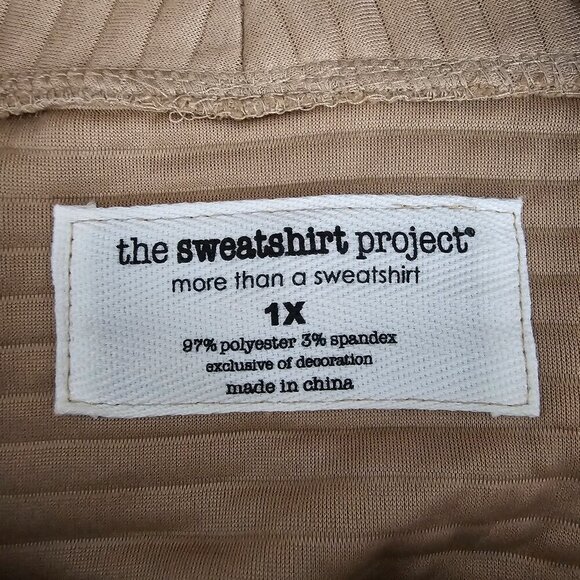 the sweatshirt project®
more than a sweatshirt
1X
97% polyester 3% spandex
exclusive of decoration
made in china